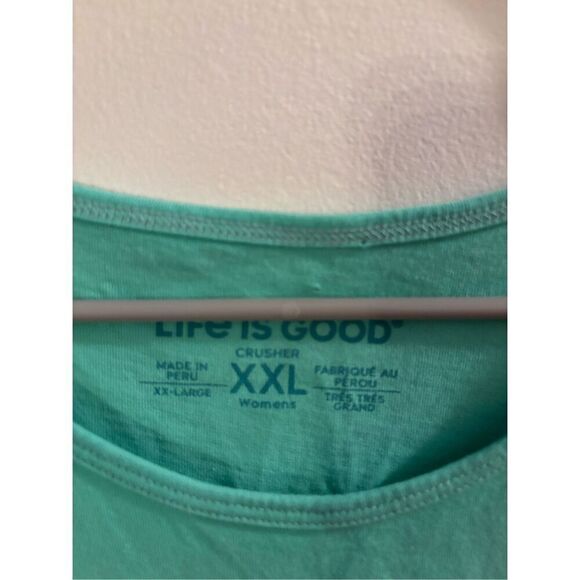 Life is GOOD®
CRUSHER
MADE IN
PERU
XX-LARGE
XXL
Womens
FABRIQUÉ AU
PÉROU
TRÈS TRÈS
GRAND